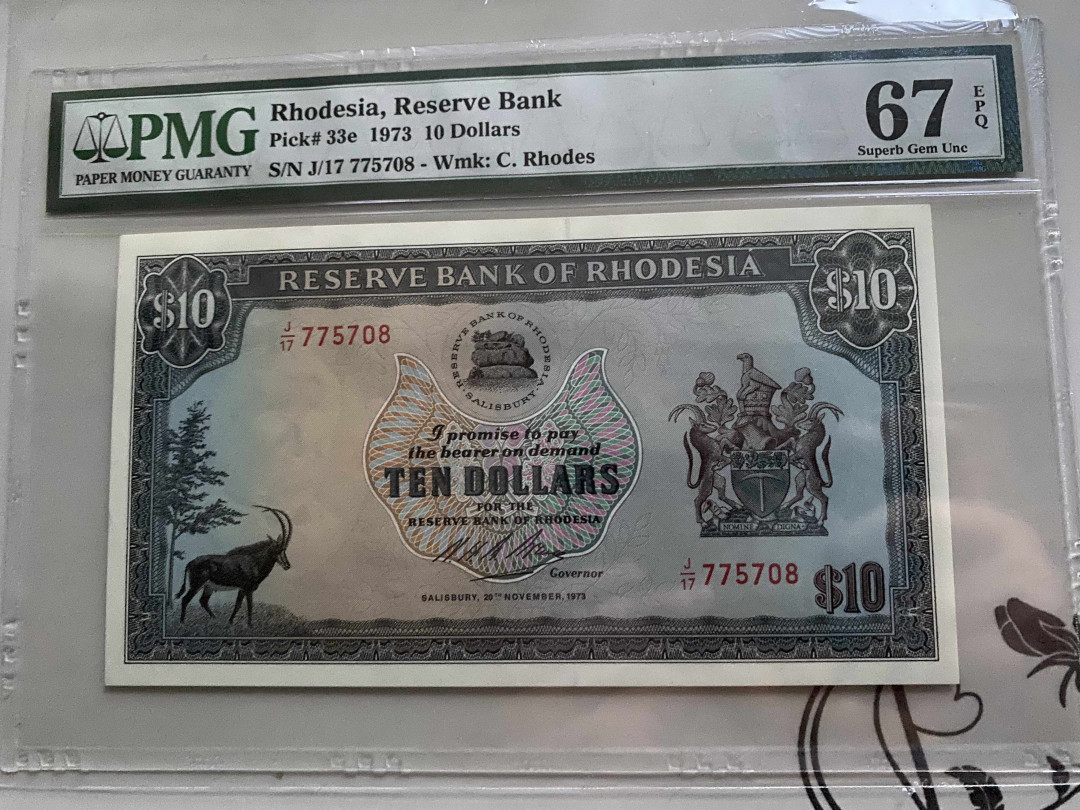 PMG
PAPER MONEY GUARANTY
Rhodesia, Reserve Bank
Pick# 33e 1973 10 Dollars
S/N J/17 775708 - Wmk: C. Rhodes
67
EPQ
Superb Gem Unc
RESERVE BANK OF RHODESIA
$10
$10
J/17 775708
RESERVE BANK OF RHODESIA
· SALISBURY ·
I promise to pay
the bearer on demand
TEN DOLLARS
FOR THE
RESERVE BANK OF RHODESIA
Governor
SALISBURY, 20TH NOVEMBER, 1973
NOMINE DIGNA
J/17 775708
$10